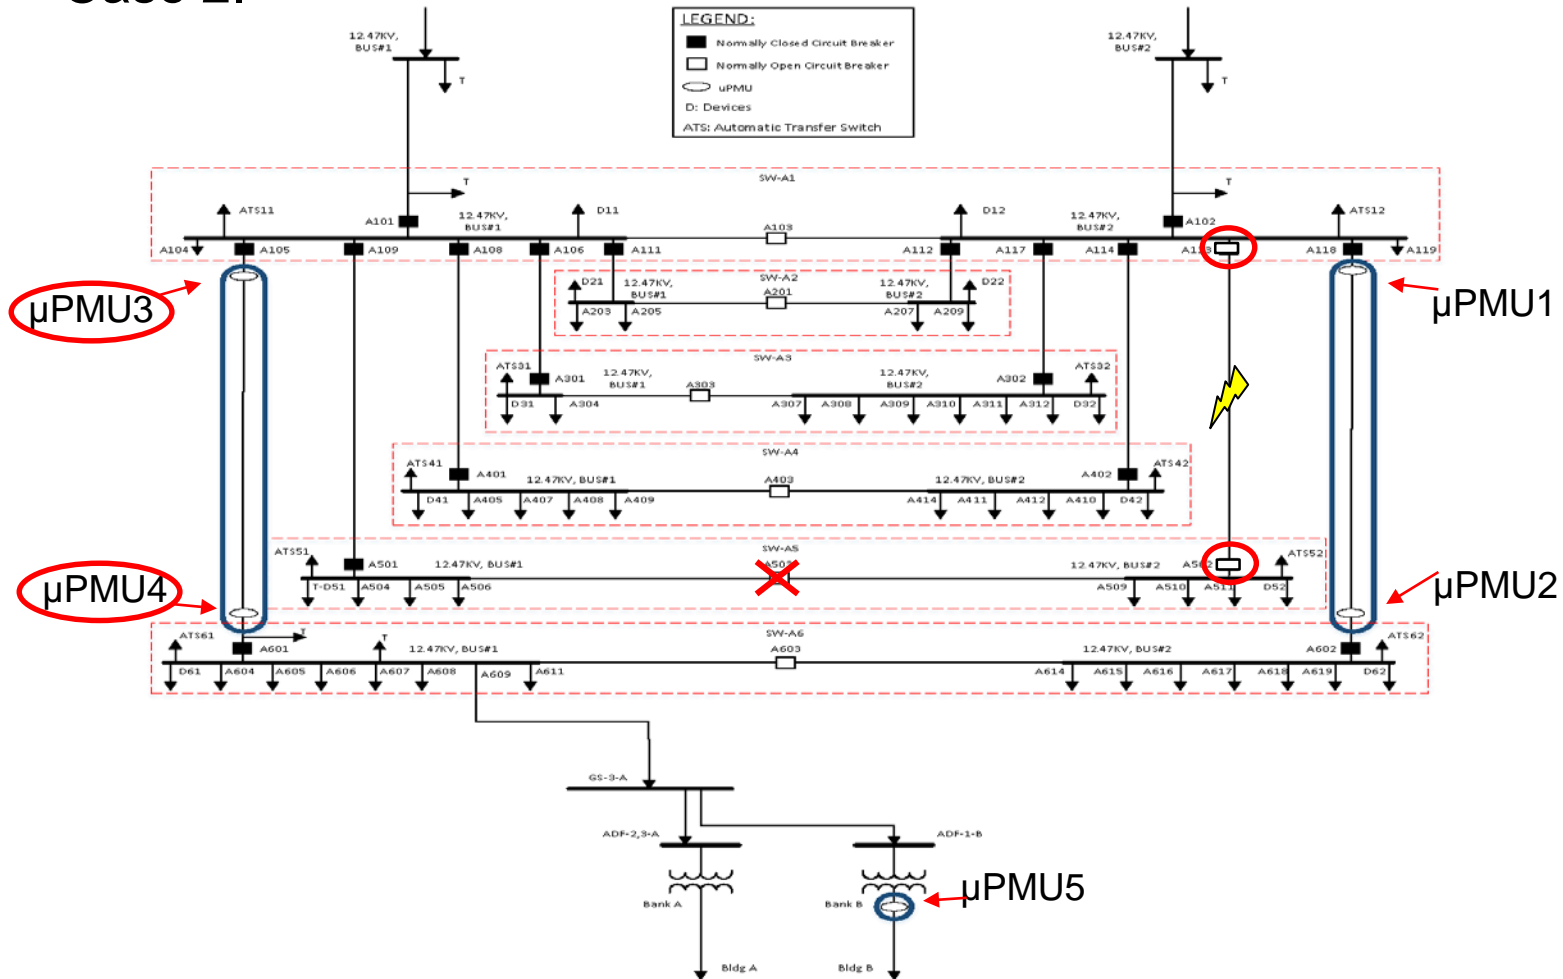 LEGEND:
Normally Closed Circuit Breaker
Normally Open Circuit Breaker
uPMU
D: Devices
ATS: Automatic Transfer Switch
12.47KV,
BUS#1
T
12.47KV,
BUS#2
T
SW-A1
T
T
ATS11
A101
12.47KV,
BUS#1
D11
A103
D12
12.47KV,
BUS#2
A102
ATS12
A104
A105
A109
A108
A106
A111
A112
A117
A114
A118
A119
SW-A2
D21
12.47KV,
BUS#1
A201
12.47KV,
BUS#2
D22
A203
A205
A207
A209
µPMU3
µPMU1
SW-A3
ATS31
A301
12.47KV,
BUS#1
A303
12.47KV,
BUS#2
A302
ATS32
D31
A304
A307
A308
A309
A310
A311
A312
D32
SW-A4
ATS41
A401
12.47KV, BUS#1
A403
12.47KV, BUS#2
A402
ATS42
D41
A405
A407
A408
A409
A414
A411
A412
A410
D42
SW-A5
ATS51
A501
12.47KV, BUS#1
12.47KV, BUS#2
ATS52
T-D51
A504
A505
A506
A509
A510
A511
D52
µPMU4
µPMU2
SW-A6
ATS61
A601
T
T
12.47KV, BUS#1
A603
12.47KV, BUS#2
A602
ATS62
D61
A604
A605
A606
A607
A608
A609
A611
A614
A615
A616
A617
A618
A619
D62
GS-3-A
ADF-2,3-A
ADF-1-B
Bank A
Bank B
µPMU5
Bldg A
Bldg B